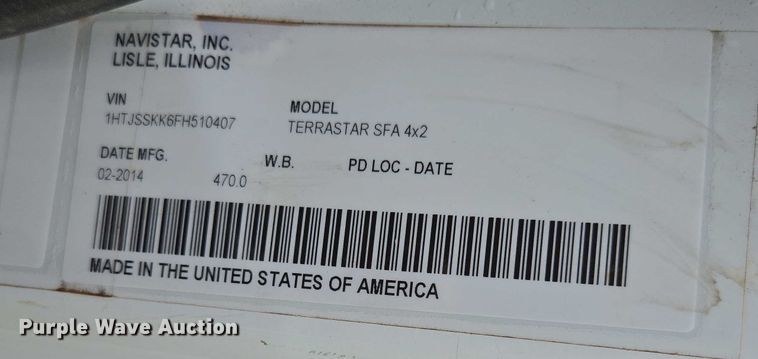 NAVISTAR, INC.
LISLE, ILLINOIS
VIN MODEL
1HTJSSKK6FH510407 TERRASTAR SFA 4x2
DATE MFG. W.B. PD LOC - DATE
02-2014 470.0
MADE IN THE UNITED STATES OF AMERICA
Purple Wave Auction